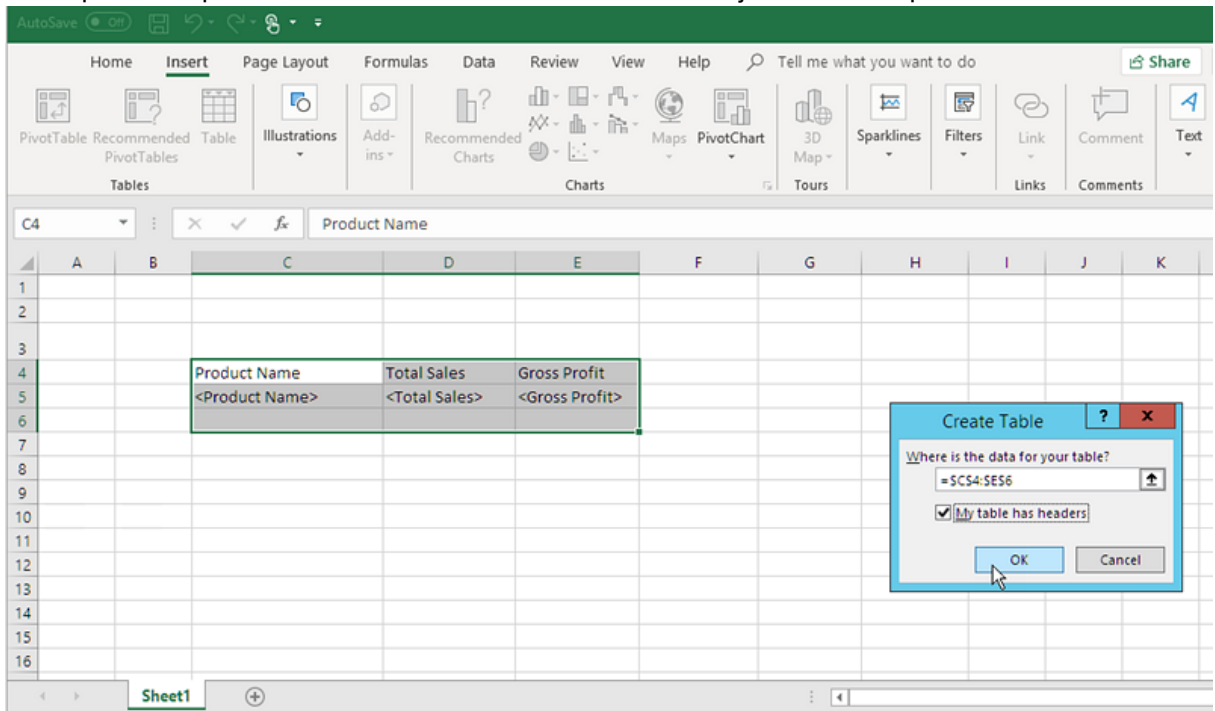 AutoSave Off
Home Insert Page Layout Formulas Data Review View Help Tell me what you want to do Share
PivotTable Recommended PivotTables Table Illustrations Add-ins Recommended Charts Maps PivotChart 3D Map Sparklines Filters Link Comment Text
Tables Charts Tours Links Comments
C4 fx Product Name
A B C D E F G H I J K
1
2
3
4 Product Name Total Sales Gross Profit
5 <Product Name> <Total Sales> <Gross Profit>
6
7
8
9
10
11
12
13
14
15
16
Create Table ? x
Where is the data for your table?
=$C$4:$E$6
My table has headers
OK Cancel
Sheet1